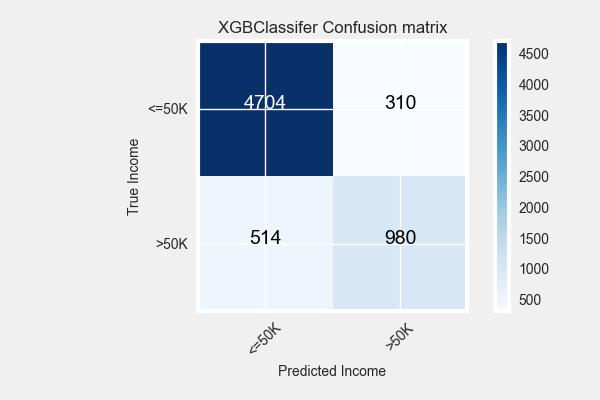 XGBClassifer Confusion matrix
True Income
<=50K
>50K
4704
310
514
980
<=50K
>50K
Predicted Income
4500
4000
3500
3000
2500
2000
1500
1000
500